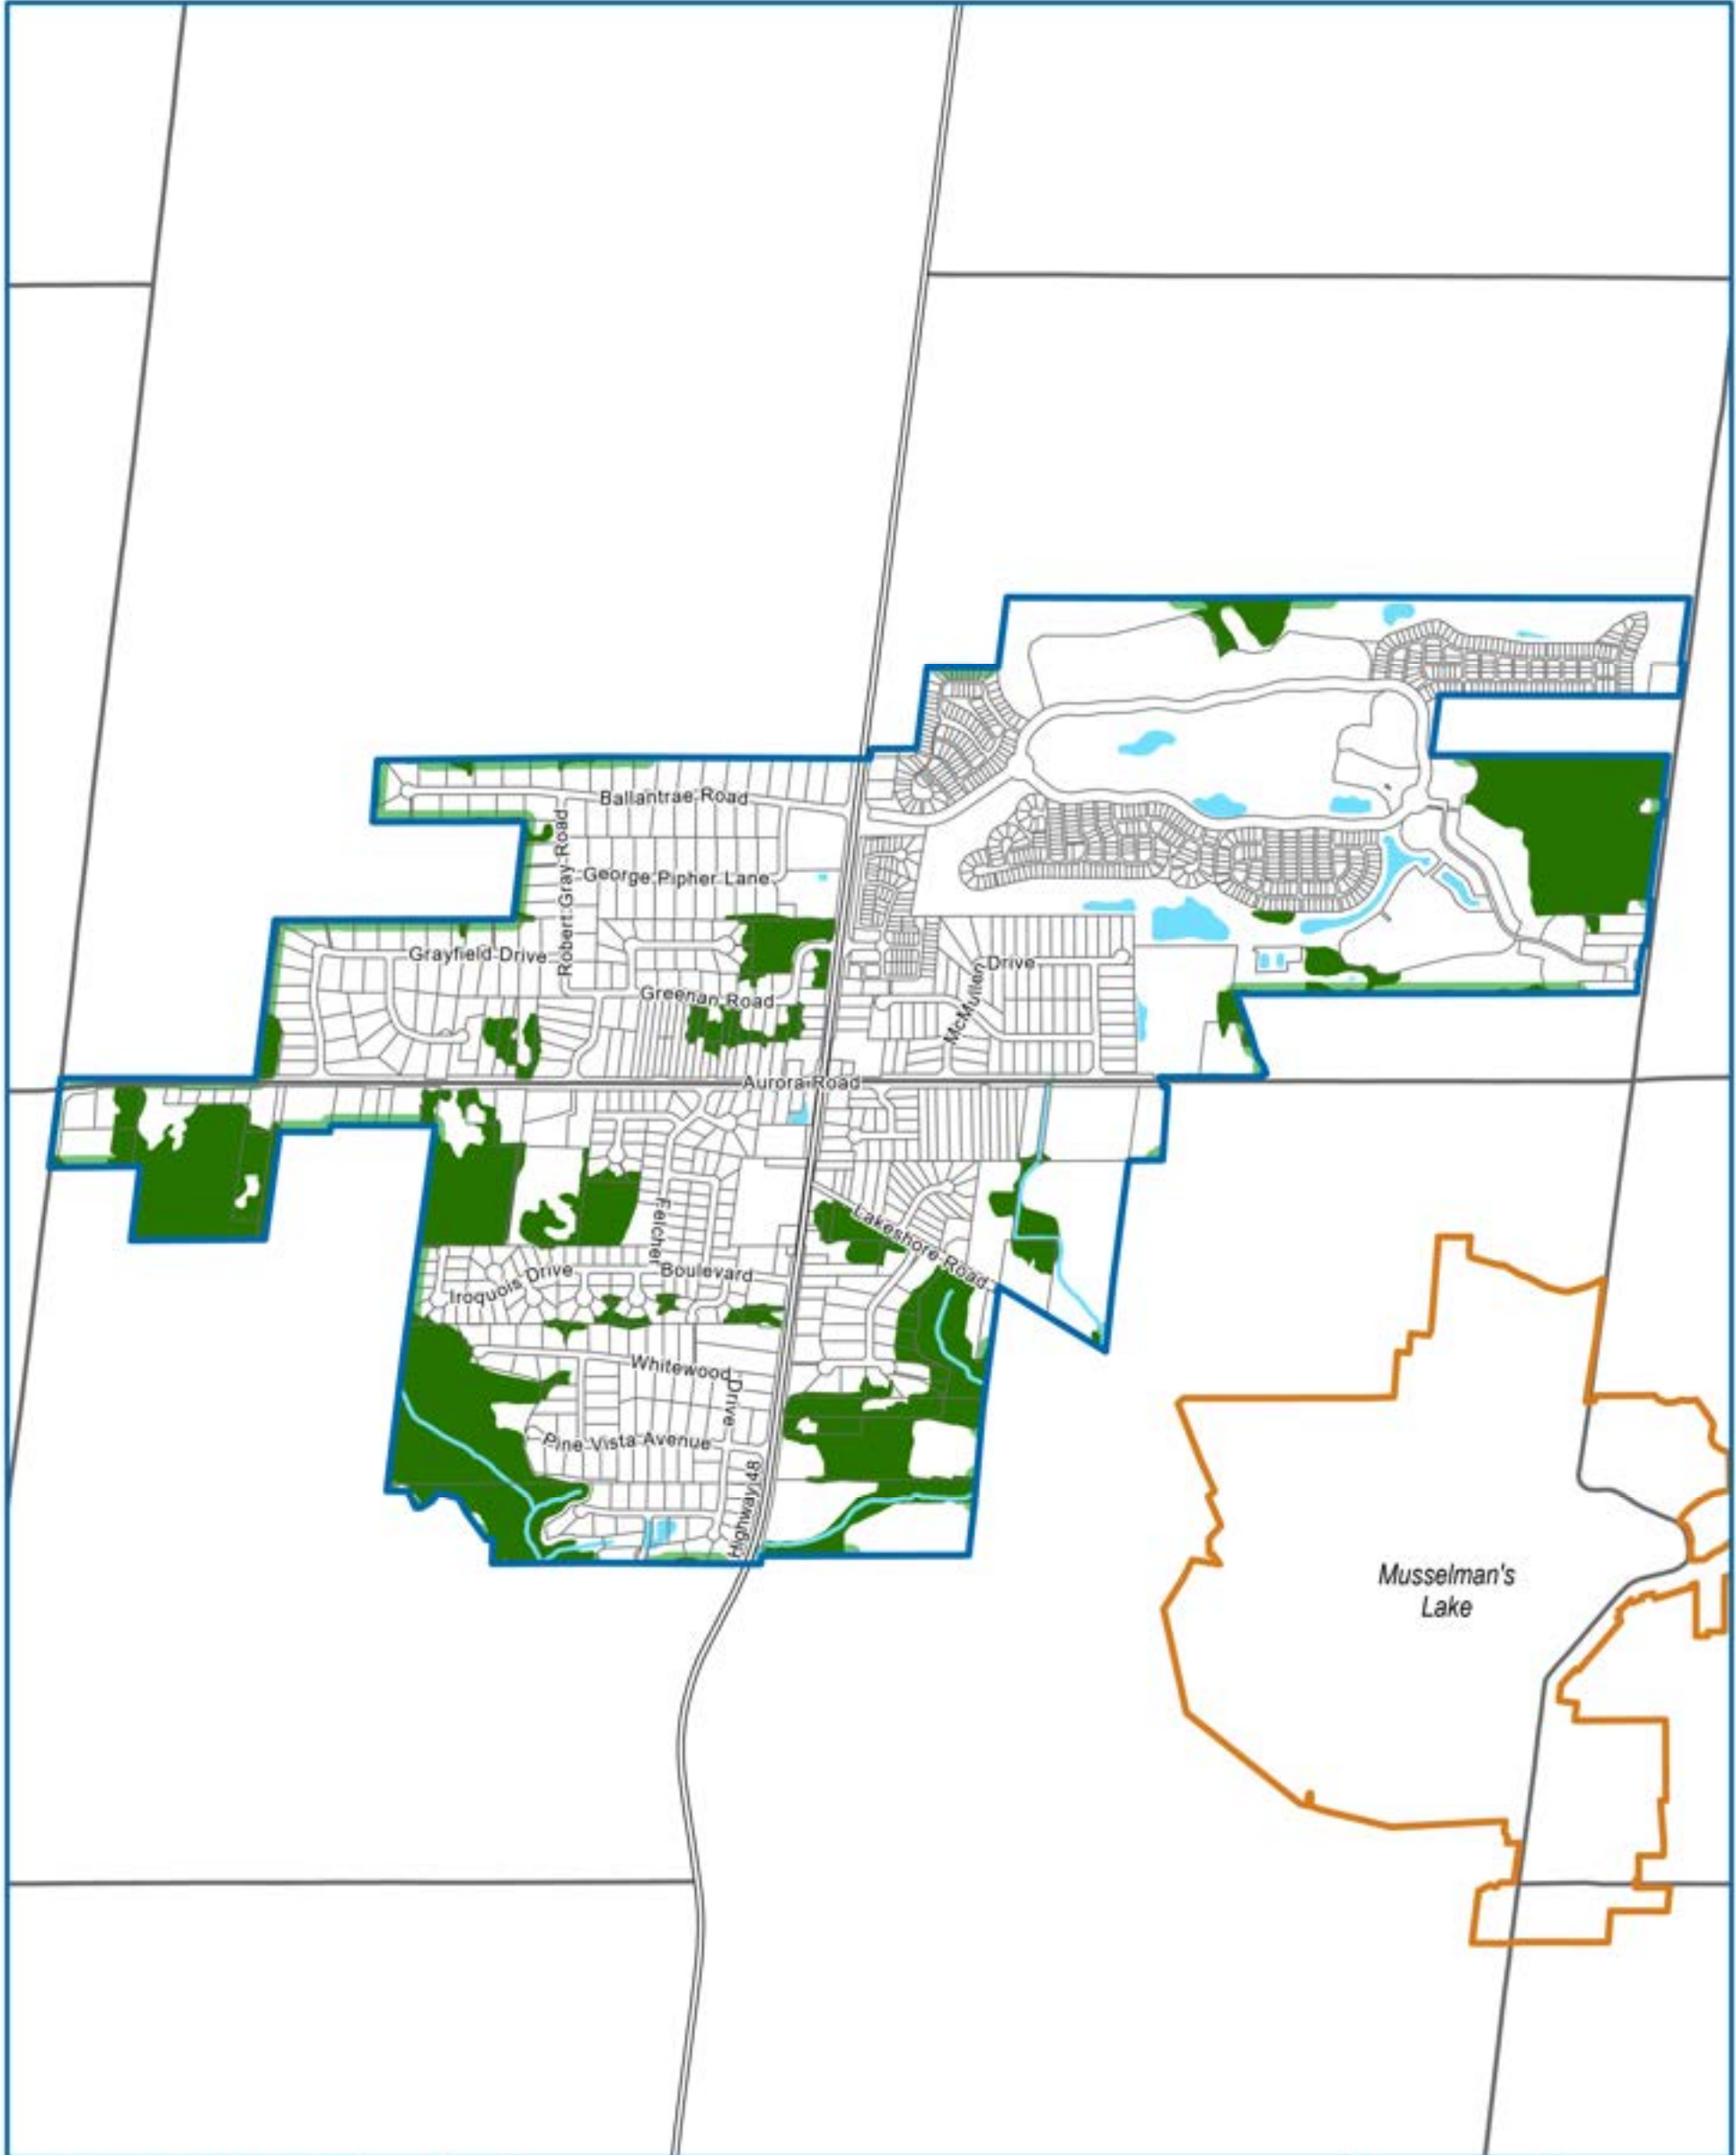 Ballantrae Road
Robert Gray Road
George Pipher Lane
Grayfield Drive
McMullen Drive
Greenan Road
Aurora Road
Felcher
Boulevard
Lakeshore Road
Iroquois Drive
Whitewood
Drive
Pine Vista Avenue
Highway 48
Musselman's
Lake